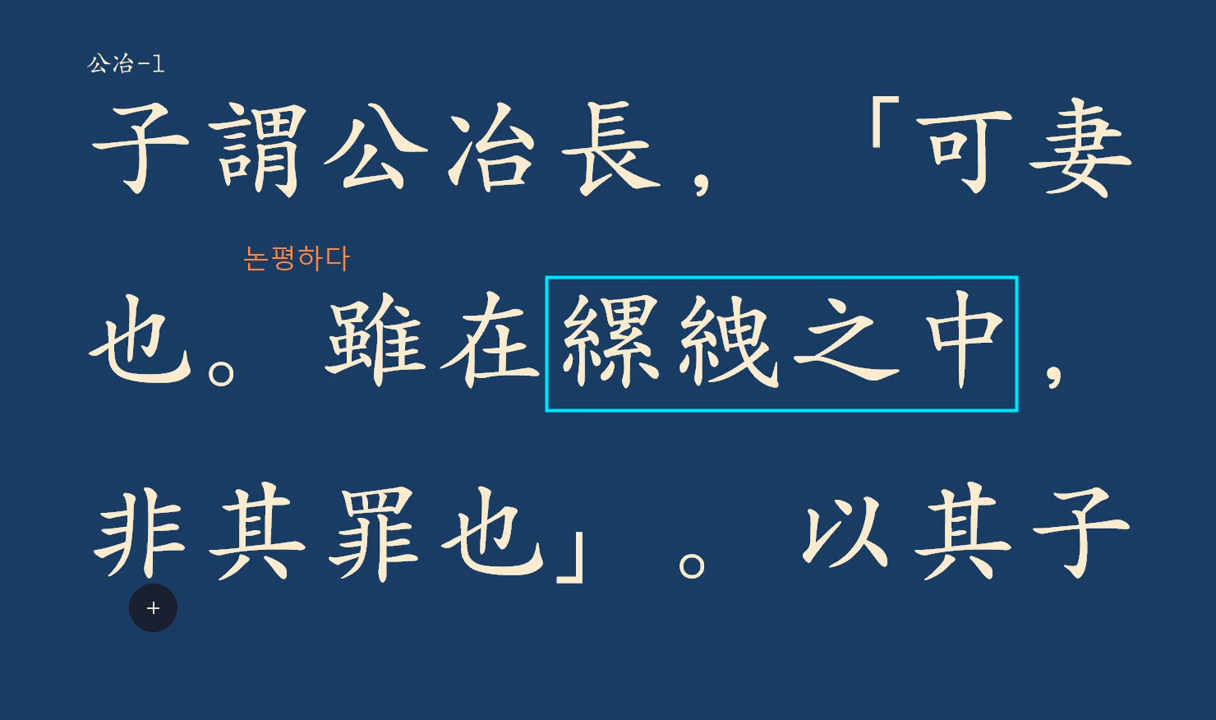 公冶-1
子謂公冶長, 「可妻
논평하다
也。 雖在縲絏之中,
非其罪也」 。 以其子